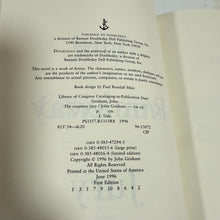 PUBLISHED BY DOUBLEDAY
a division of Bantam Doubleday Dell Publishing Group, Inc.
1540 Broadway, New York, New York 10036
DOUBLEDAY and the portrayal of an anchor with a dolphin
are trademarks of Doubleday, a division of
Bantam Doubleday Dell Publishing Group, Inc.
This novel is a work of fiction. The characters, names, incidents, dialogue, and plot
are the products of the author's imagination or are used fictitiously.
Any resemblance to actual persons, companies, or events is purely coincidental.
Book design by Paul Randall Mize
Library of Congress Cataloging-in-Publication Data
Grisham, John.
The runaway jury / John Grisham. — 1st ed.
p. cm.
I. Title.
PS3557.R5355R8 1996
813'.54—dc20
96-13872
CIP
ISBN 0-385-47294-3
ISBN 0-385-48015-6
ISBN 0-385-48016-4 (limited edition)
Copyright © 1996 by John Grisham
All Rights Reserved
Printed in the United States of America
June 1996
First Edition
1 3 5 7 9 10 8 6 4 2